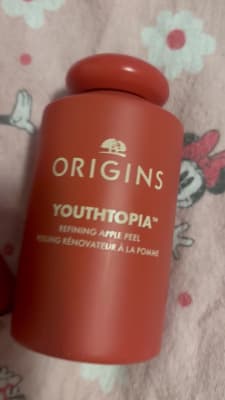 ORIGINS
YOUTHTOPIA™
REFINING APPLE PEEL
PEELING RÉNOVATEUR À LA POMME